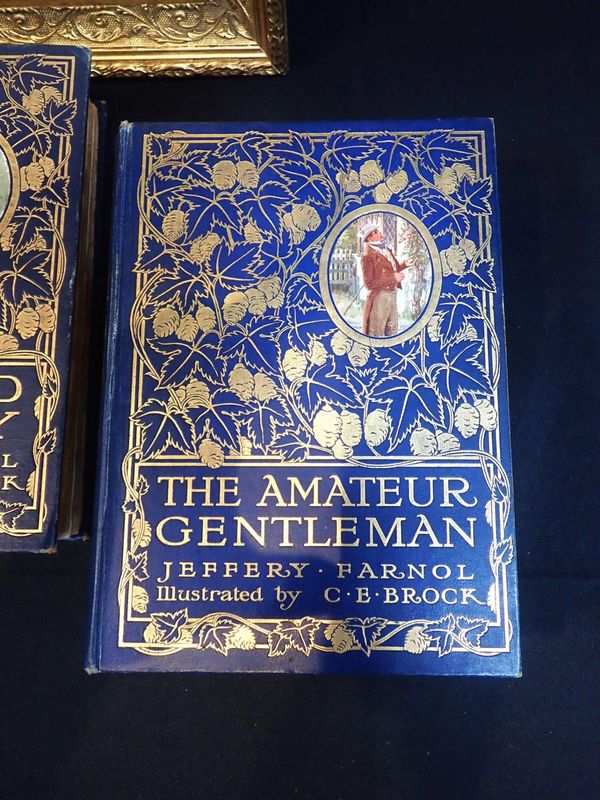 D
Y
L
K
THE AMATEUR
GENTLEMAN
JEFFERY · FARNOL
Illustrated by C·E·BROCK